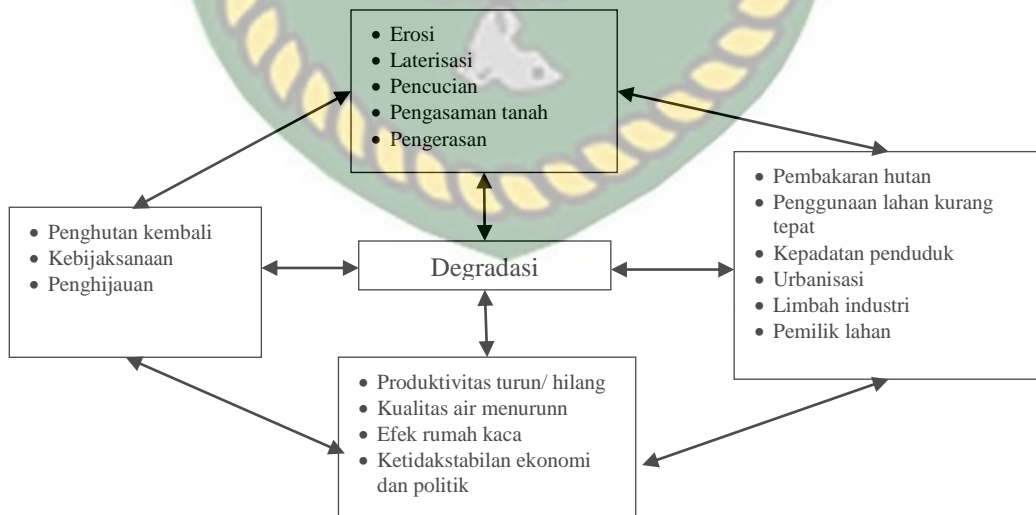 • Erosi
• Laterisasi
• Pencucian
• Pengasaman tanah
• Pengerasan
• Penghutan kembali
• Kebijaksanaan
• Penghijauan
Degradasi
• Pembakaran hutan
• Penggunaan lahan kurang
tepat
• Kepadatan penduduk
• Urbanisasi
• Limbah industri
• Pemilik lahan
• Produktivitas turun/ hilang
• Kualitas air menurunn
• Efek rumah kaca
• Ketidakstabilan ekonomi
dan politik